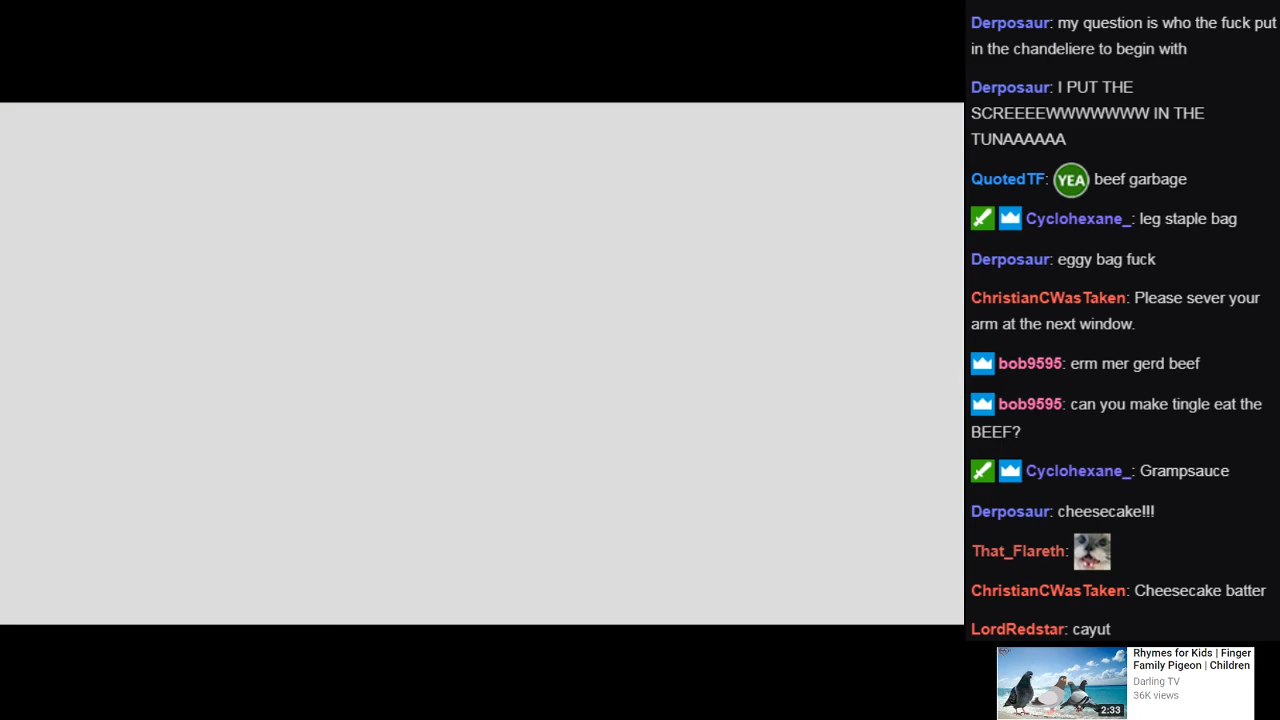 Derposaur: my question is who the fuck put
in the chandeliere to begin with
Derposaur: I PUT THE
SCREEEEWWWWWWW IN THE
TUNAAAAAA
QuotedTF: YEA beef garbage
Cyclohexane_: leg staple bag
Derposaur: eggy bag fuck
ChristianCWasTaken: Please sever your
arm at the next window.
bob9595: erm mer gerd beef
bob9595: can you make tingle eat the
BEEF?
Cyclohexane_: Grampsauce
Derposaur: cheesecake!!!
That_Flareth:
ChristianCWasTaken: Cheesecake batter
LordRedstar: cayut
Rhymes for Kids | Finger
Family Pigeon | Children
Darling TV
36K views
2:33